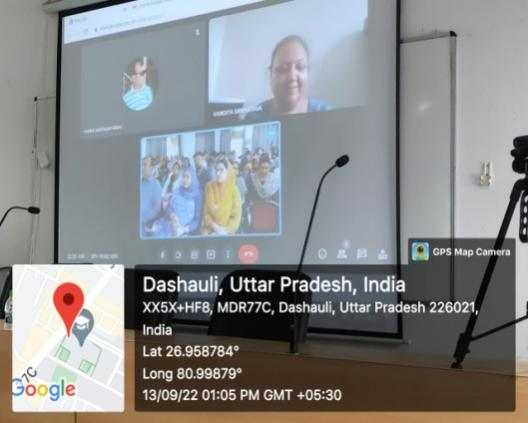 GPS Map Camera
Dashauli, Uttar Pradesh, India
XX5X+HF8, MDR77C, Dashauli, Uttar Pradesh 226021,
India
Lat 26.958784°
Long 80.99879°
13/09/22 01:05 PM GMT +05:30
7C
Google